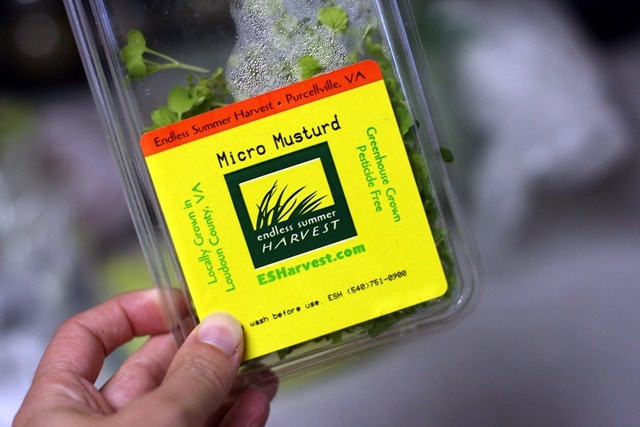 Endless Summer Harvest • Purcellville, VA
Micro Musturd
Locally Grown in
Loudoun County, VA
endless summer
HARVEST
Greenhouse Grown
Pesticide Free
ESHarvest.com
wash before use. ESH (540)751-0900